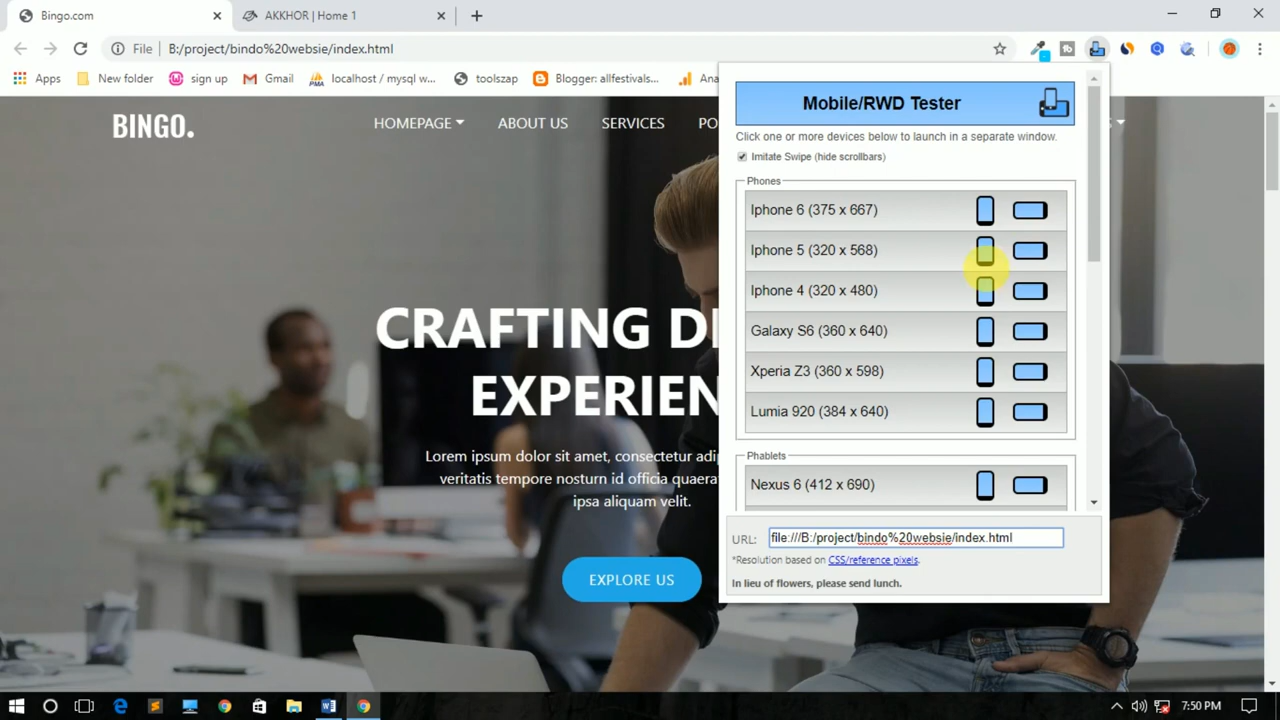 Bingo.com
AKKHOR | Home 1
File
B:/project/bindo%20websie/index.html
Apps
New folder
sign up
Gmail
localhost / mysql w...
toolszap
Blogger: allfestivals...
Ana
BINGO.
HOMEPAGE
ABOUT US
SERVICES
PO
Mobile/RWD Tester
Click one or more devices below to launch in a separate window.
Imitate Swipe (hide scrollbars)
Phones
Iphone 6 (375 x 667)
Iphone 5 (320 x 568)
Iphone 4 (320 x 480)
Galaxy S6 (360 x 640)
Xperia Z3 (360 x 598)
Lumia 920 (384 x 640)
Phablets
Nexus 6 (412 x 690)
URL:
file:///B:/project/bindo%20websie/index.html
*Resolution based on CSS/reference pixels.
In lieu of flowers, please send lunch.
CRAFTING DI
EXPERIEN
Lorem ipsum dolor sit amet, consectetur adip
veritatis tempore nostrum id officia quaera
ipsa aliquam velit.
EXPLORE US
7:50 PM